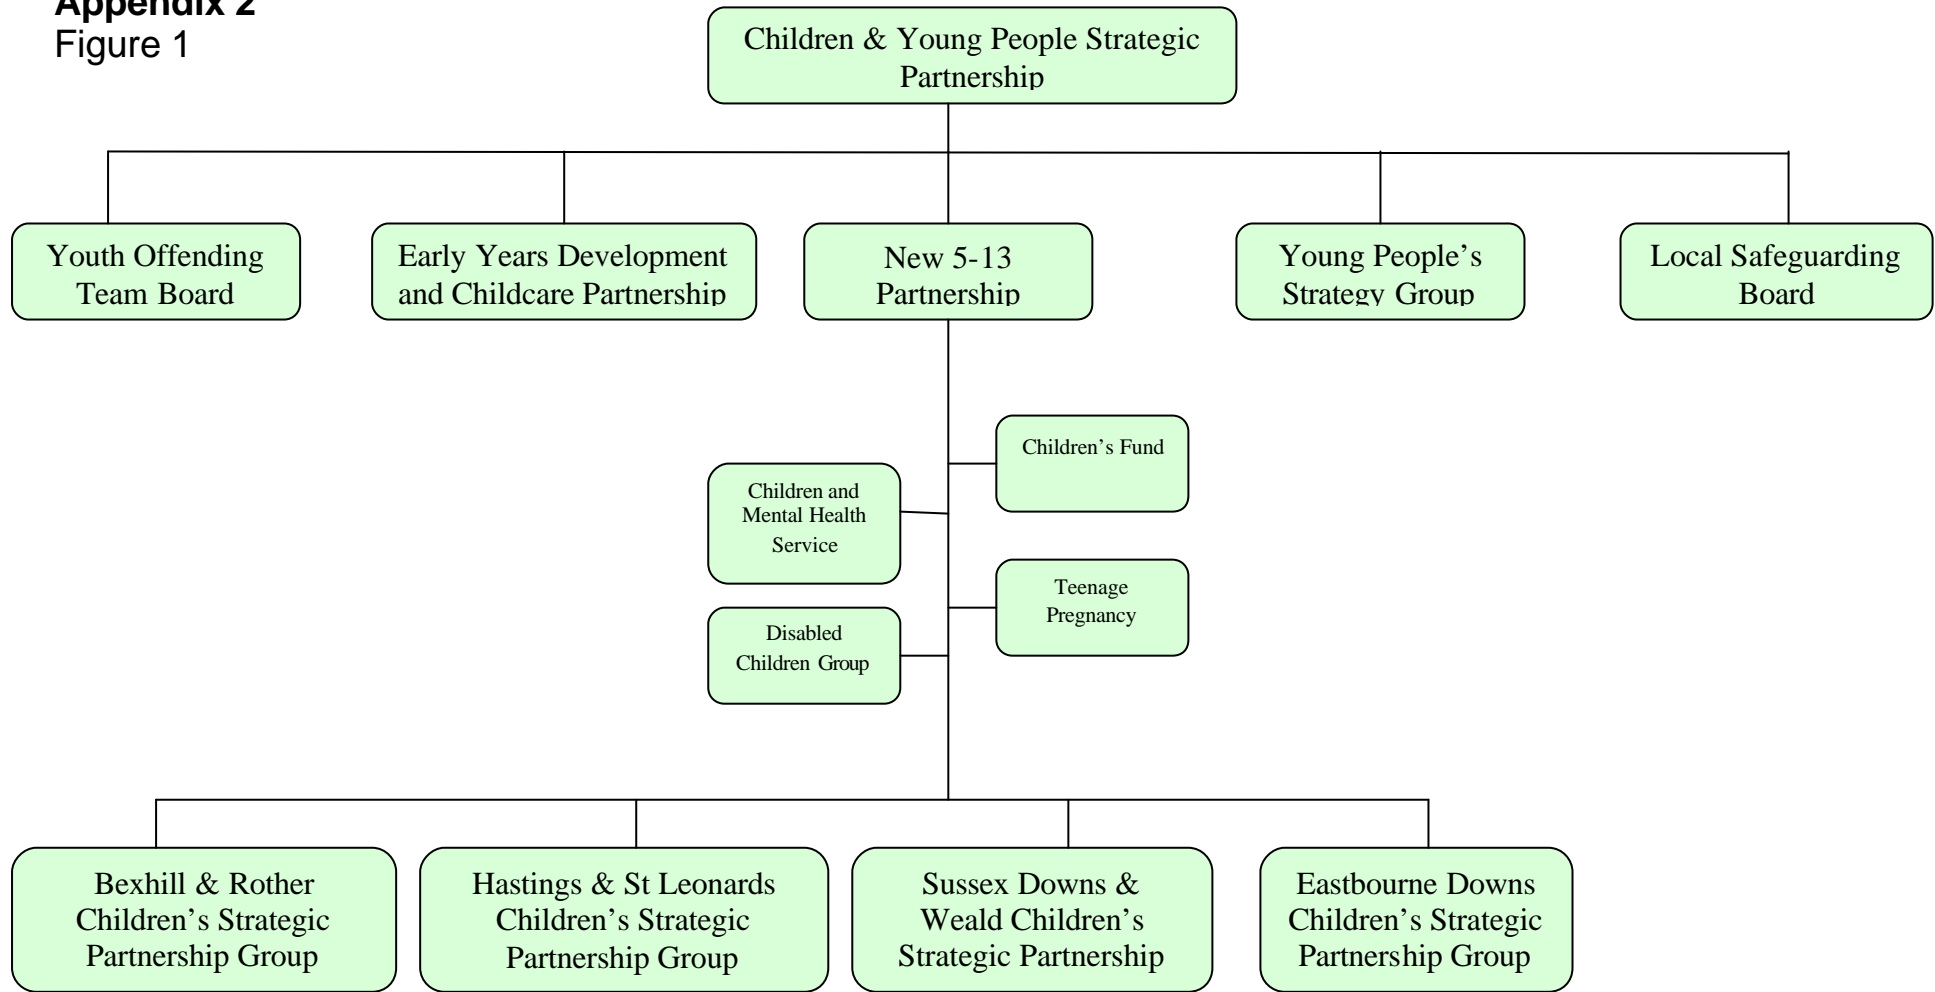 Appendix 2
Figure 1
Children & Young People Strategic
Partnership
Youth Offending
Team Board
Early Years Development
and Childcare Partnership
New 5-13
Partnership
Young People’s
Strategy Group
Local Safeguarding
Board
Children’s Fund
Children and
Mental Health
Service
Teenage
Pregnancy
Disabled
Children Group
Bexhill & Rother
Children’s Strategic
Partnership Group
Hastings & St Leonards
Children’s Strategic
Partnership Group
Sussex Downs &
Weald Children’s
Strategic Partnership
Eastbourne Downs
Children’s Strategic
Partnership Group